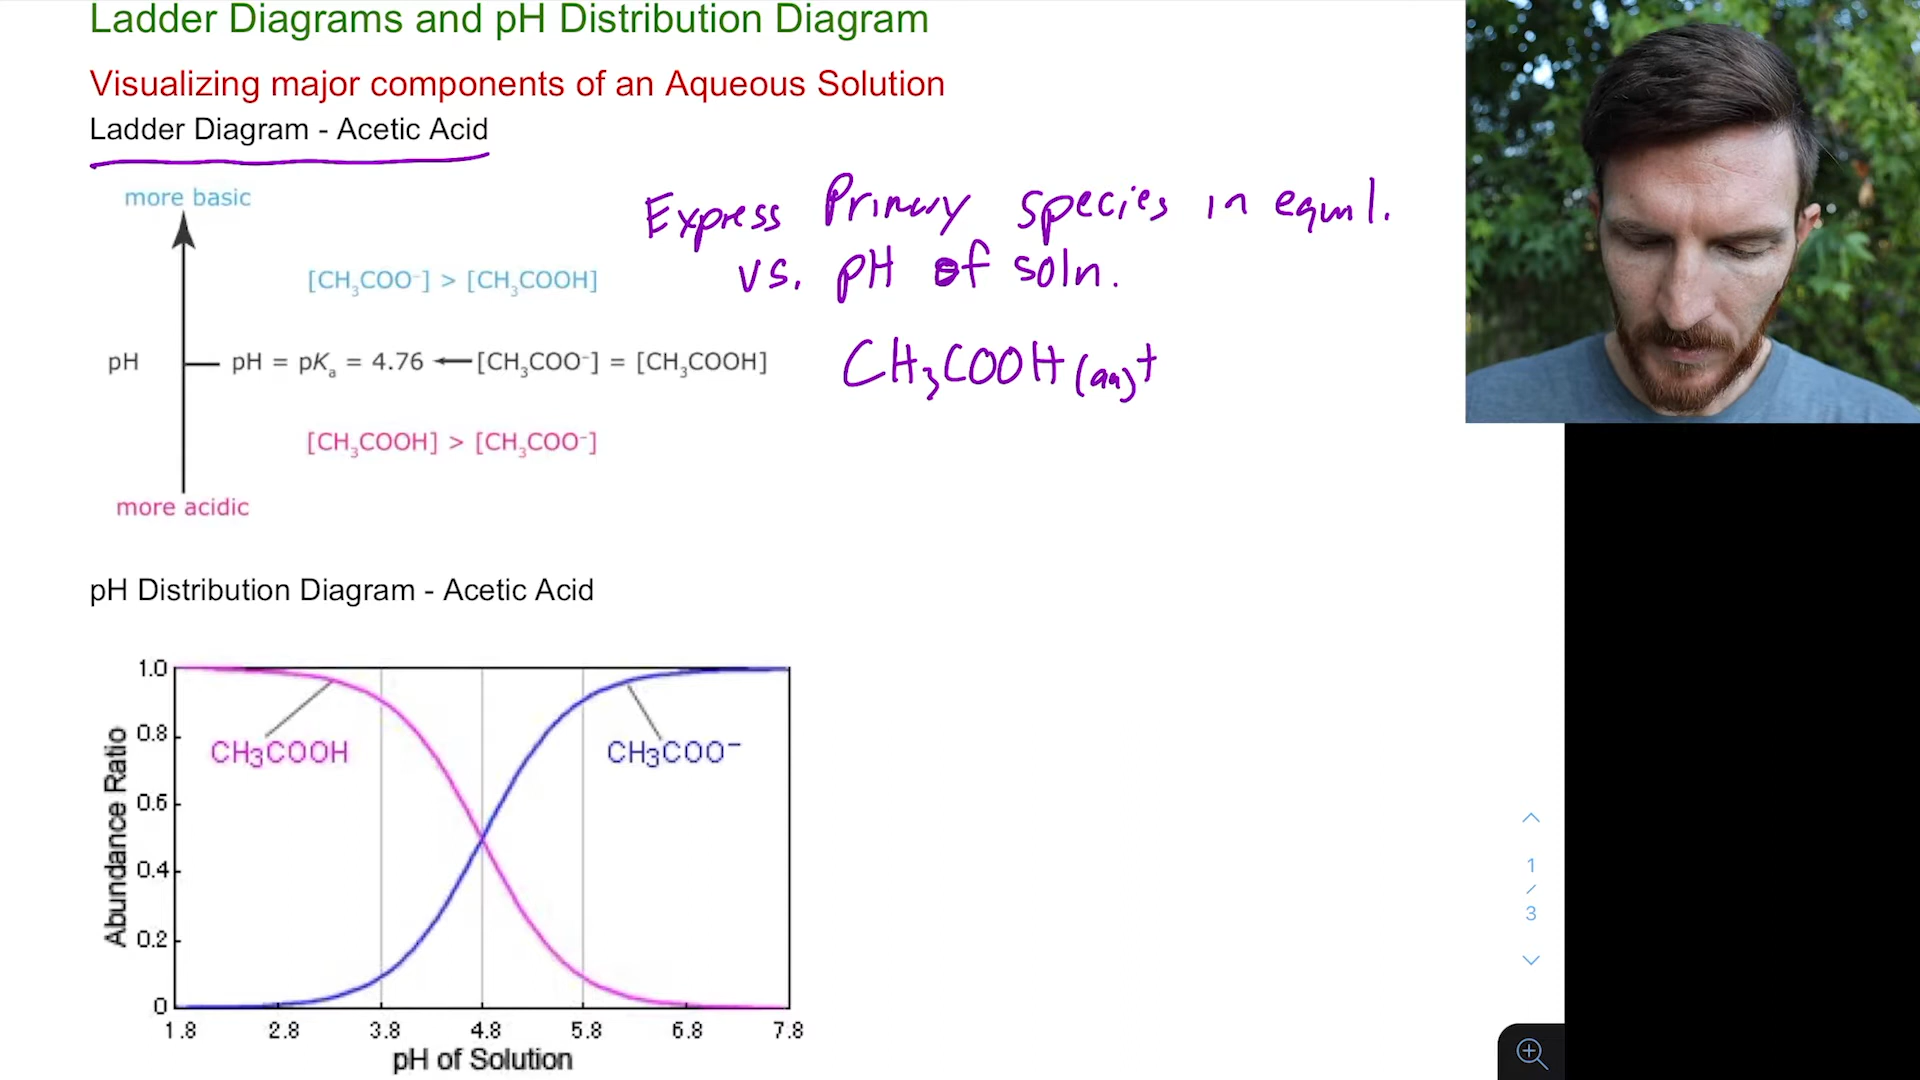 Ladder Diagrams and pH Distribution Diagram
Visualizing major components of an Aqueous Solution
Ladder Diagram - Acetic Acid
more basic
[CH₃COO⁻] > [CH₃COOH]
pH
pH = pKₐ = 4.76 ← [CH₃COO⁻] = [CH₃COOH]
[CH₃COOH] > [CH₃COO⁻]
more acidic
Express Primary species in equil.
vs. pH of soln.
CH₃COOH (aq) +
pH Distribution Diagram - Acetic Acid
Abundance Ratio
1.0
0.8
0.6
0.4
0.2
0
CH3COOH
CH3COO⁻
1.8 2.8 3.8 4.8 5.8 6.8 7.8
pH of Solution
1
/
3